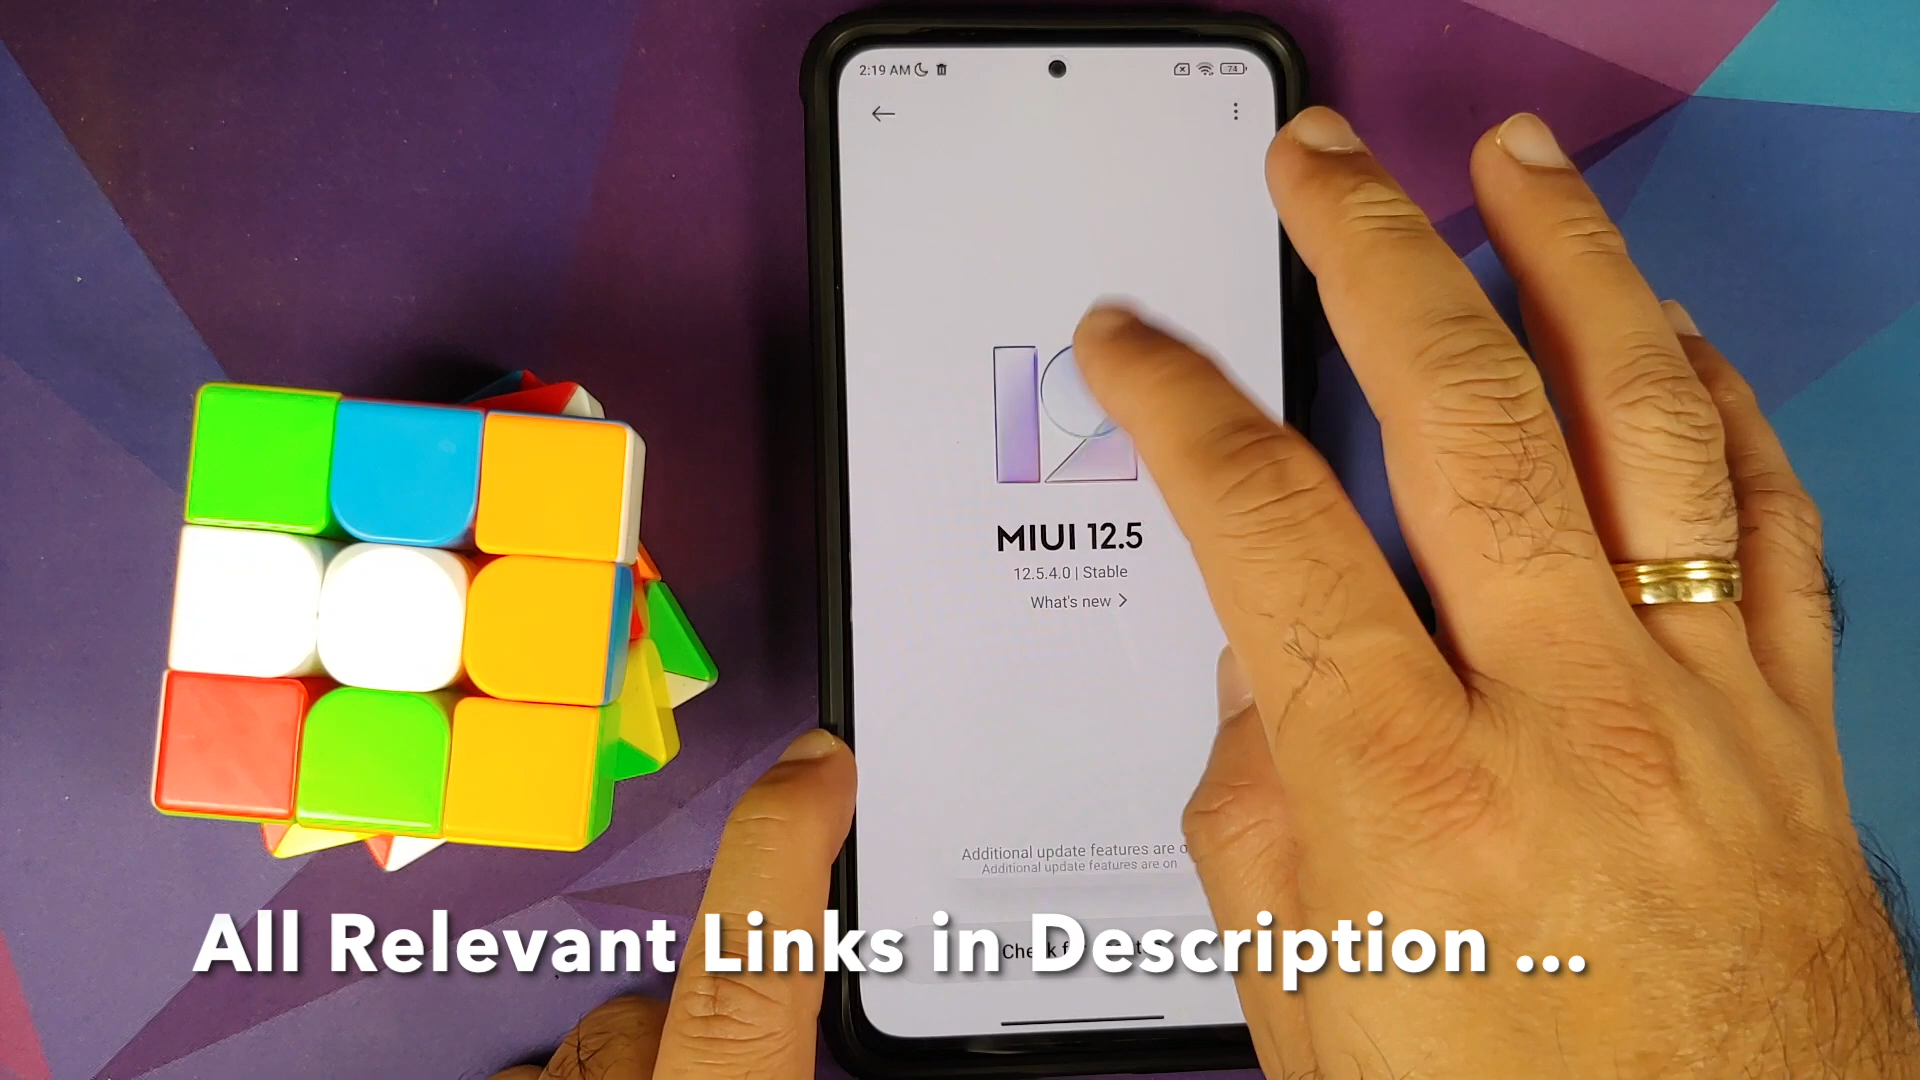 2:19 AM
74
MIUI 12.5
12.5.4.0 | Stable
What's new
Additional update features are
Additional update features are on
All Relevant Links in Description ...